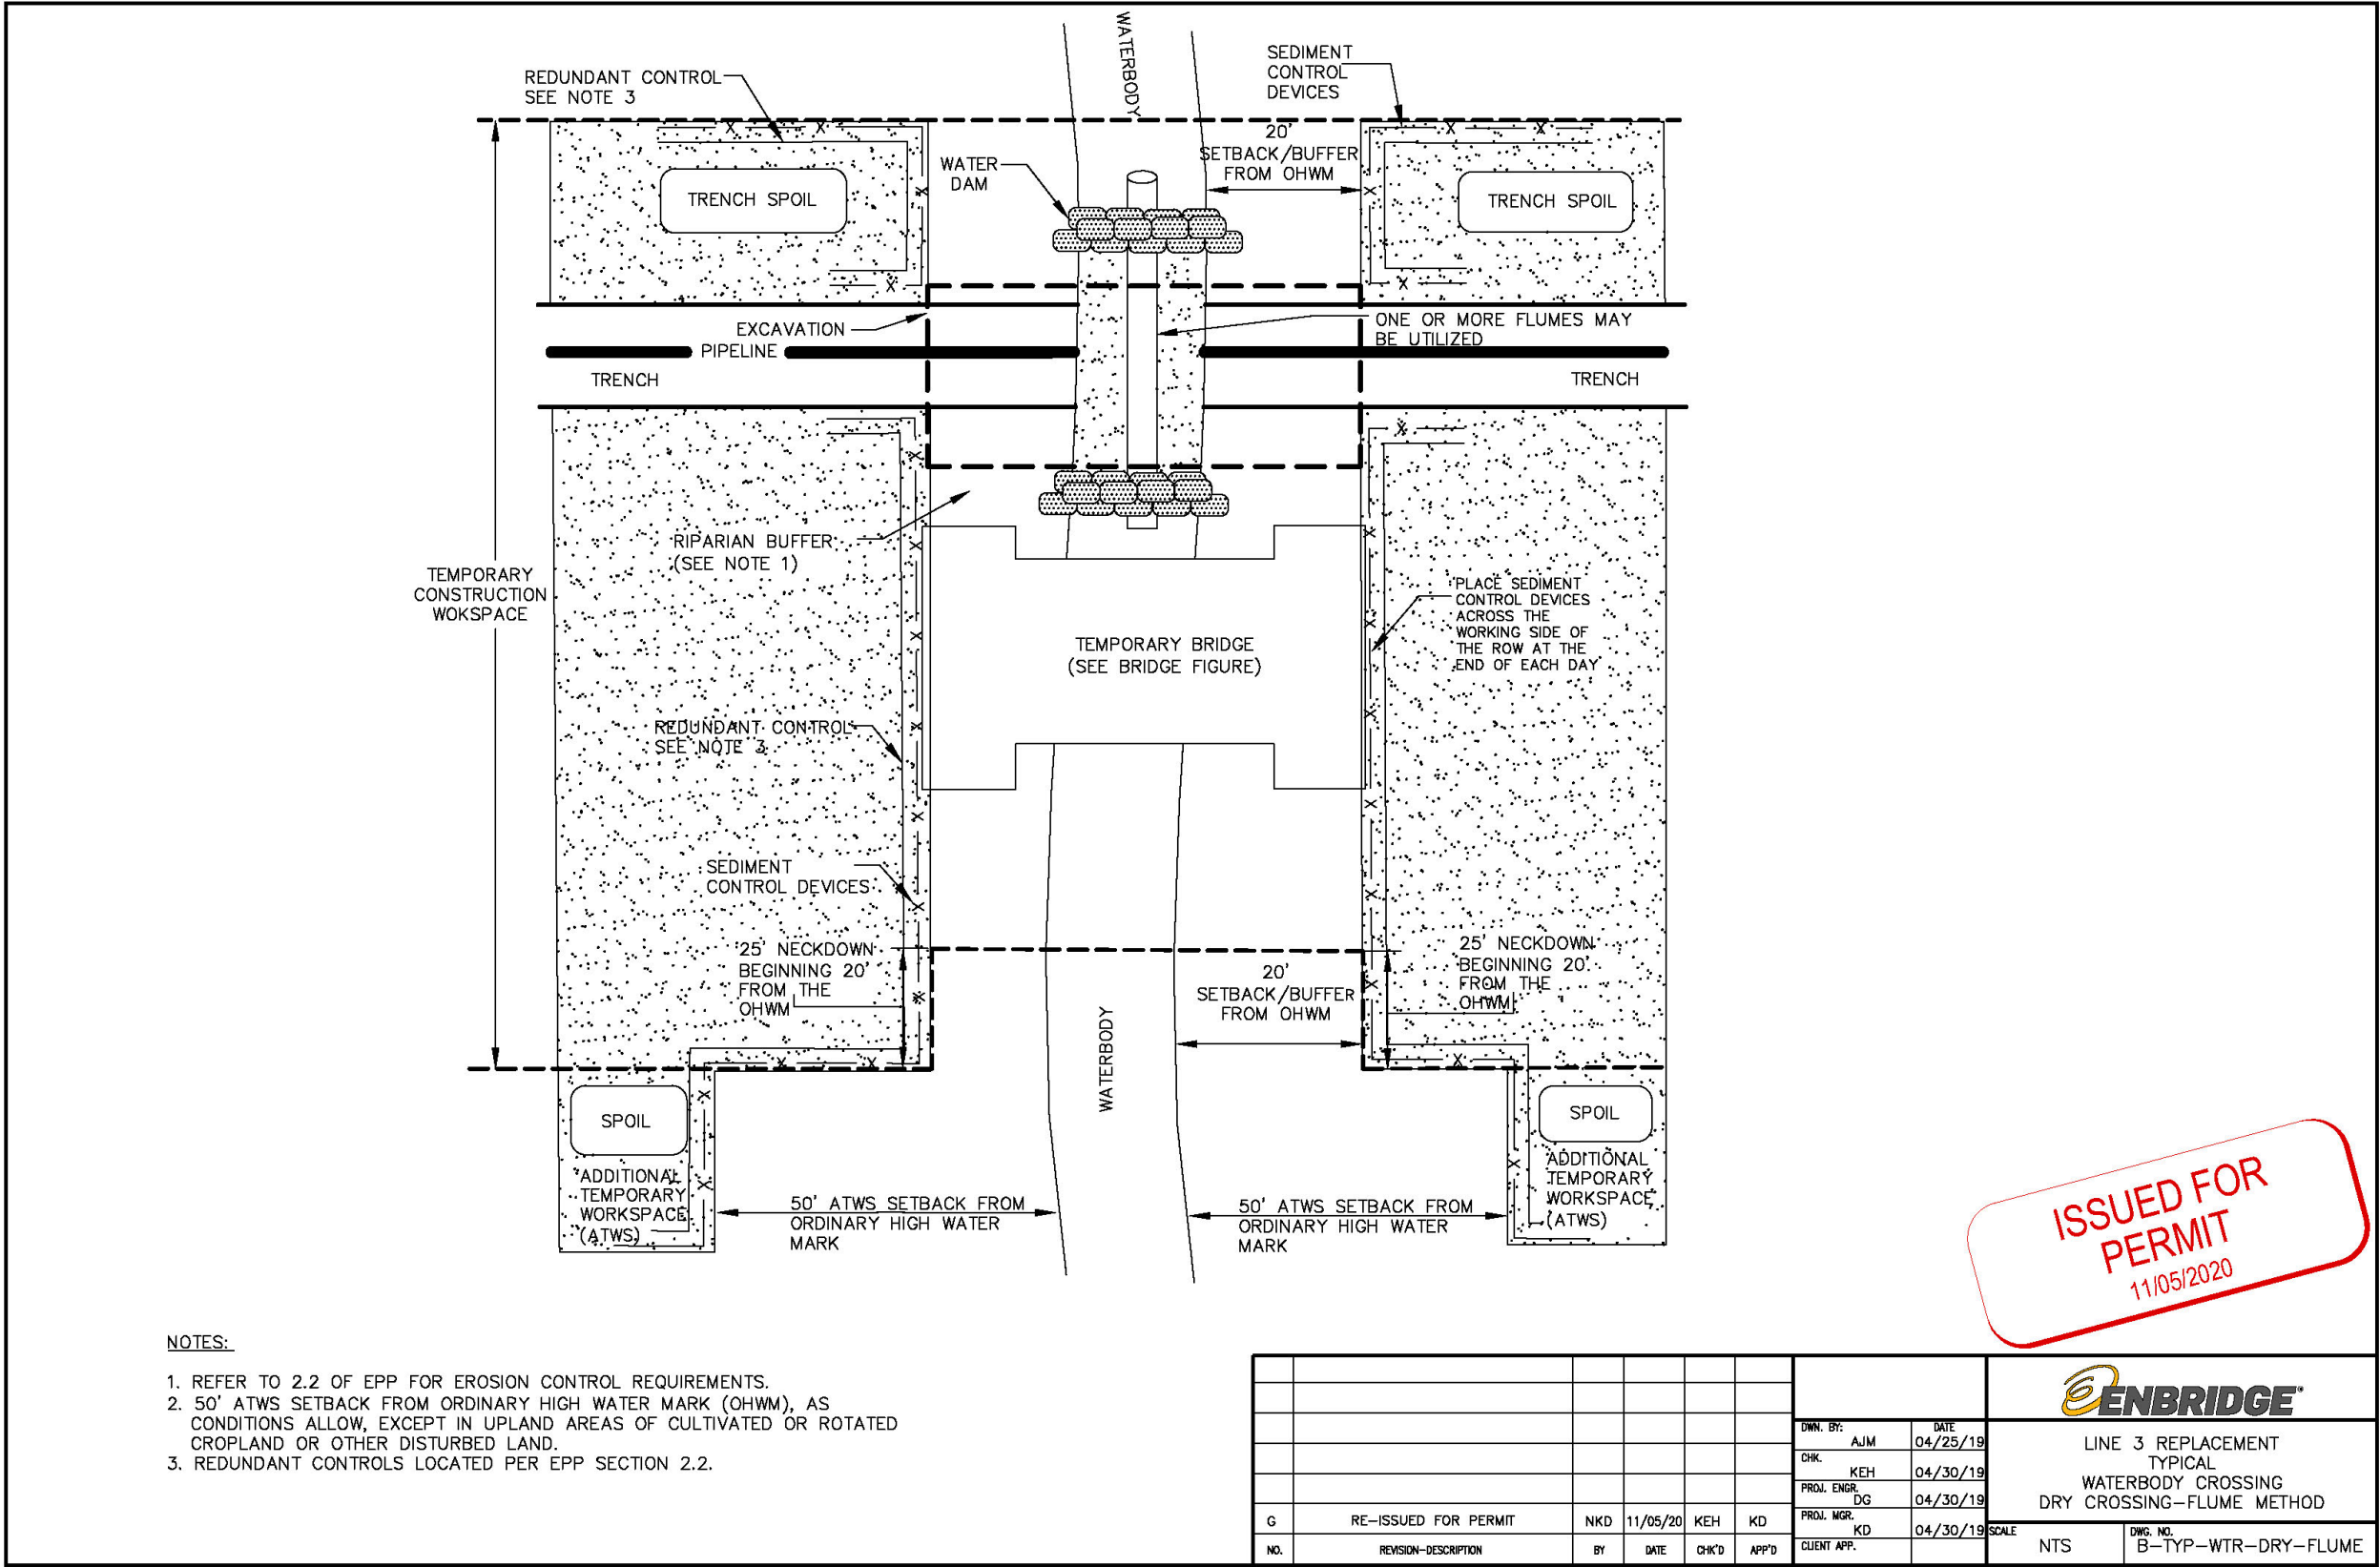 WATERBODY
REDUNDANT CONTROL
SEE NOTE 3
SEDIMENT
CONTROL
DEVICES
20'
SETBACK/BUFFER
FROM OHWM
WATER
DAM
TRENCH SPOIL
TRENCH SPOIL
EXCAVATION
ONE OR MORE FLUMES MAY
BE UTILIZED
PIPELINE
TRENCH
TRENCH
RIPARIAN BUFFER
(SEE NOTE 1)
TEMPORARY
CONSTRUCTION
WOKSPACE
PLACE SEDIMENT
CONTROL DEVICES
ACROSS THE
WORKING SIDE OF
THE ROW AT THE
END OF EACH DAY
TEMPORARY BRIDGE
(SEE BRIDGE FIGURE)
REDUNDANT CONTROL
SEE NOTE 3
SEDIMENT
CONTROL DEVICES
25' NECKDOWN
BEGINNING 20'
FROM THE
OHWM
20'
SETBACK/BUFFER
FROM OHWM
25' NECKDOWN
BEGINNING 20'
FROM THE
OHWM
WATERBODY
SPOIL
SPOIL
ADDITIONAL
TEMPORARY
WORKSPACE
(ATWS)
50' ATWS SETBACK FROM
ORDINARY HIGH WATER
MARK
50' ATWS SETBACK FROM
ORDINARY HIGH WATER
MARK
ADDITIONAL
TEMPORARY
WORKSPACE
(ATWS)
ISSUED FOR
PERMIT
11/05/2020
NOTES:
1. REFER TO 2.2 OF EPP FOR EROSION CONTROL REQUIREMENTS.
2. 50' ATWS SETBACK FROM ORDINARY HIGH WATER MARK (OHWM), AS
CONDITIONS ALLOW, EXCEPT IN UPLAND AREAS OF CULTIVATED OR ROTATED
CROPLAND OR OTHER DISTURBED LAND.
3. REDUNDANT CONTROLS LOCATED PER EPP SECTION 2.2.
G RE-ISSUED FOR PERMIT NKD 11/05/20 KEH KD
NO. REVISION-DESCRIPTION BY DATE CHK'D APP'D
DWN. BY: DATE
AJM 04/25/19
CHK.
KEH 04/30/19
PROJ. ENGR.
DG 04/30/19
PROJ. MGR.
KD 04/30/19
CLIENT APP.
ENBRIDGE®
LINE 3 REPLACEMENT
TYPICAL
WATERBODY CROSSING
DRY CROSSING-FLUME METHOD
SCALE
NTS
DWG. NO.
B-TYP-WTR-DRY-FLUME